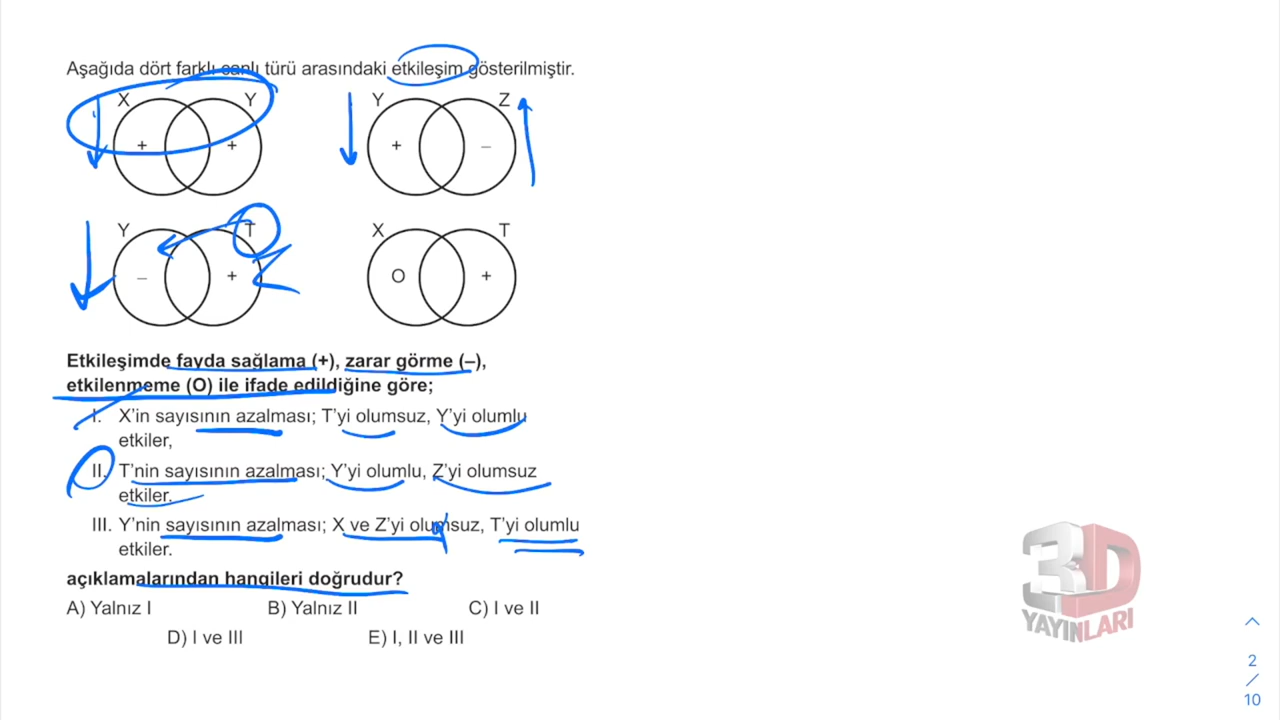 Aşağıda dört farklı canlı türü arasındaki etkileşim gösterilmiştir.
X Y
+ +
Y Z
+ –
Y T
– +
X T
O +
Etkileşimde fayda sağlama (+), zarar görme (–),
etkilenmeme (O) ile ifade edildiğine göre;
I. X'in sayısının azalması; T'yi olumsuz, Y'yi olumlu
etkiler,
II. T'nin sayısının azalması; Y'yi olumlu, Z'yi olumsuz
etkiler.
III. Y'nin sayısının azalması; X ve Z'yi olumsuz, T'yi olumlu
etkiler.
açıklamalarından hangileri doğrudur?
A) Yalnız I B) Yalnız II C) I ve II
D) I ve III E) I, II ve III
3D
YAYINLARI
2
/
10